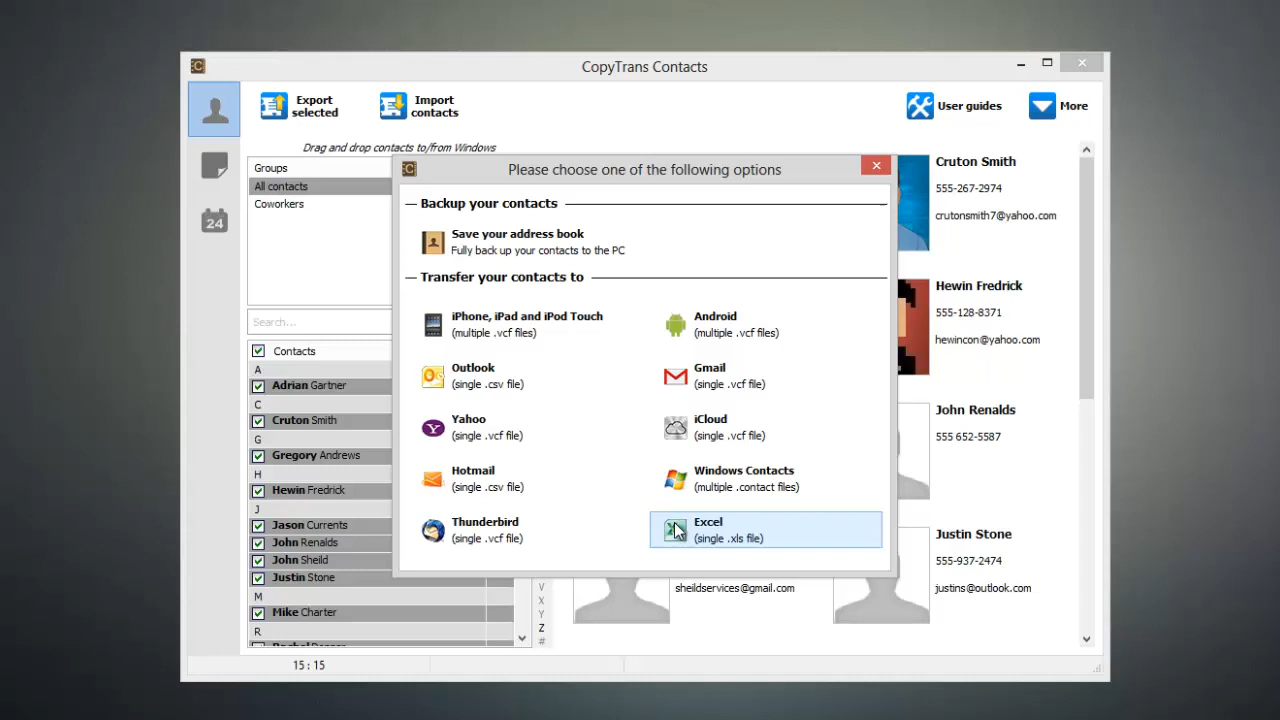 CopyTrans Contacts
Export selected
Import contacts
User guides
More
Drag and drop contacts to/from Windows
Groups
All contacts
Coworkers
Search...
Contacts
A
Adrian Gartner
C
Cruton Smith
G
Gregory Andrews
H
Hewin Fredrick
J
Jason Currents
John Renalds
John Sheild
Justin Stone
M
Mike Charter
R
15 : 15
24
Please choose one of the following options
Backup your contacts
Save your address book
Fully back up your contacts to the PC
Transfer your contacts to
iPhone, iPad and iPod Touch
(multiple .vcf files)
Android
(multiple .vcf files)
Outlook
(single .csv file)
Gmail
(single .vcf file)
Yahoo
(single .vcf file)
iCloud
(single .vcf file)
Hotmail
(single .csv file)
Windows Contacts
(multiple .contact files)
Thunderbird
(single .vcf file)
Excel
(single .xls file)
V
X
Y
Z
#
Cruton Smith
555-267-2974
crutonsmith7@yahoo.com
Hewin Fredrick
555-128-8371
hewincon@yahoo.com
John Renalds
555 652-5587
sheildservices@gmail.com
Justin Stone
555-937-2474
justins@outlook.com